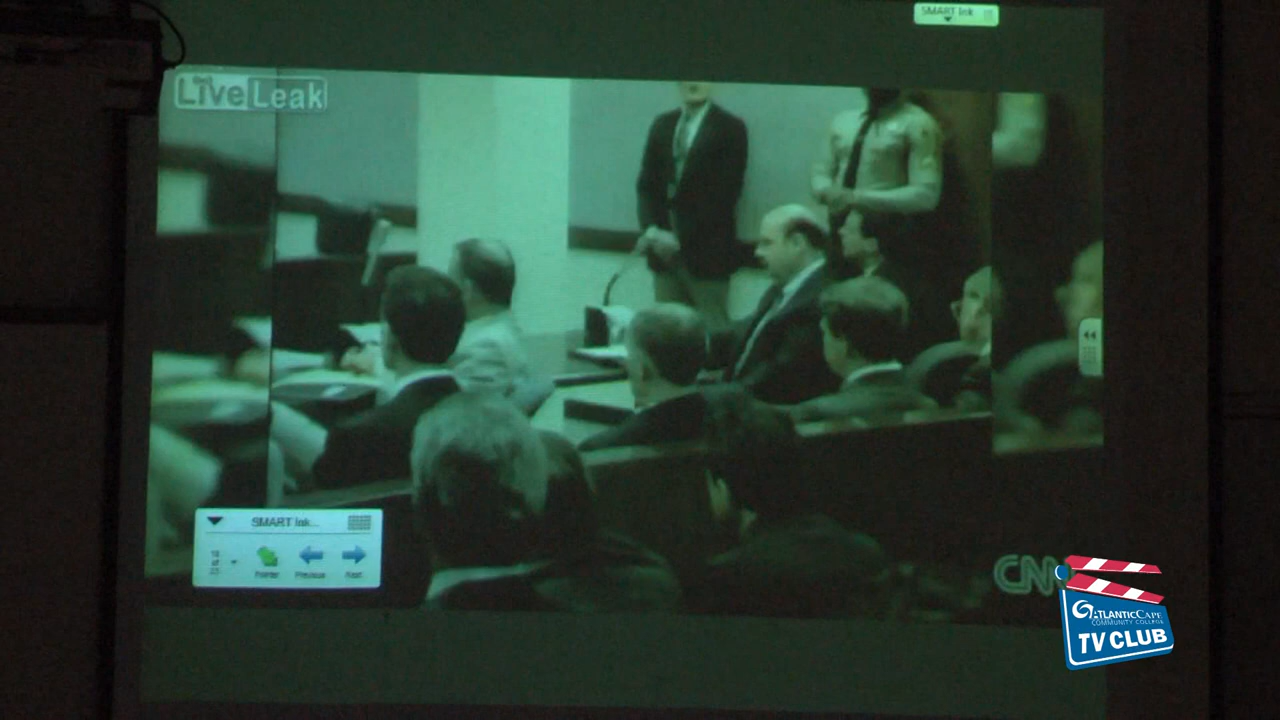 SMART Ink
LiveLeak
SMART Ink...
Pointer
Previous
Next
CNN
ATLANTICCAPE
COMMUNITY COLLEGE
TV CLUB